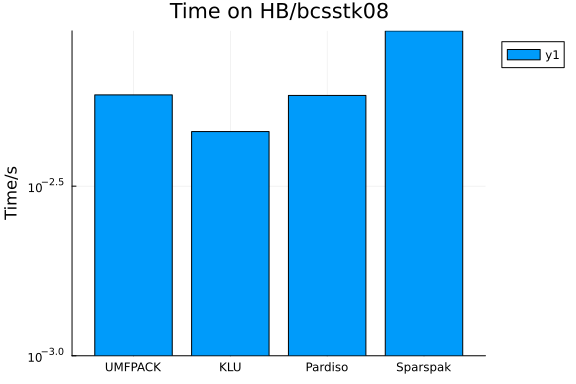 Time on HB/bcsstk08
y1
Time/s
10^−2.5
10^−3.0
UMFPACK KLU Pardiso Sparspak